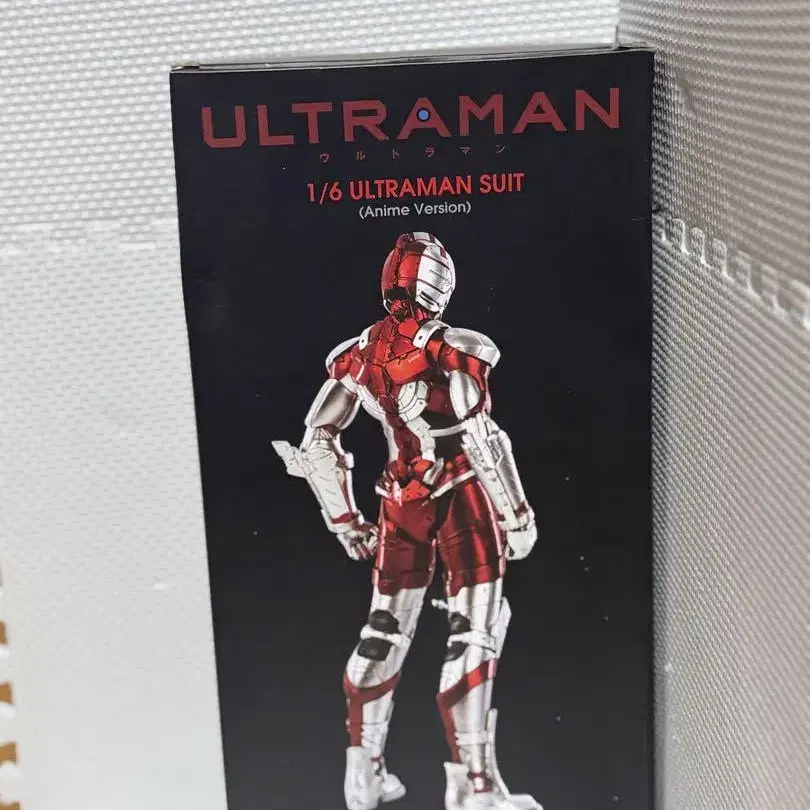 ULTRAMAN
ウルトラマン
1/6 ULTRAMAN SUIT
(Anime Version)